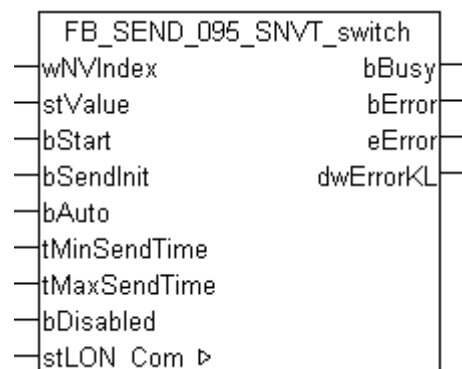 FB_SEND_095_SNVT_switch
wNVIndex bBusy
stValue bError
bStart eError
bSendInit dwErrorKL
bAuto
tMinSendTime
tMaxSendTime
bDisabled
stLON_Com ▷